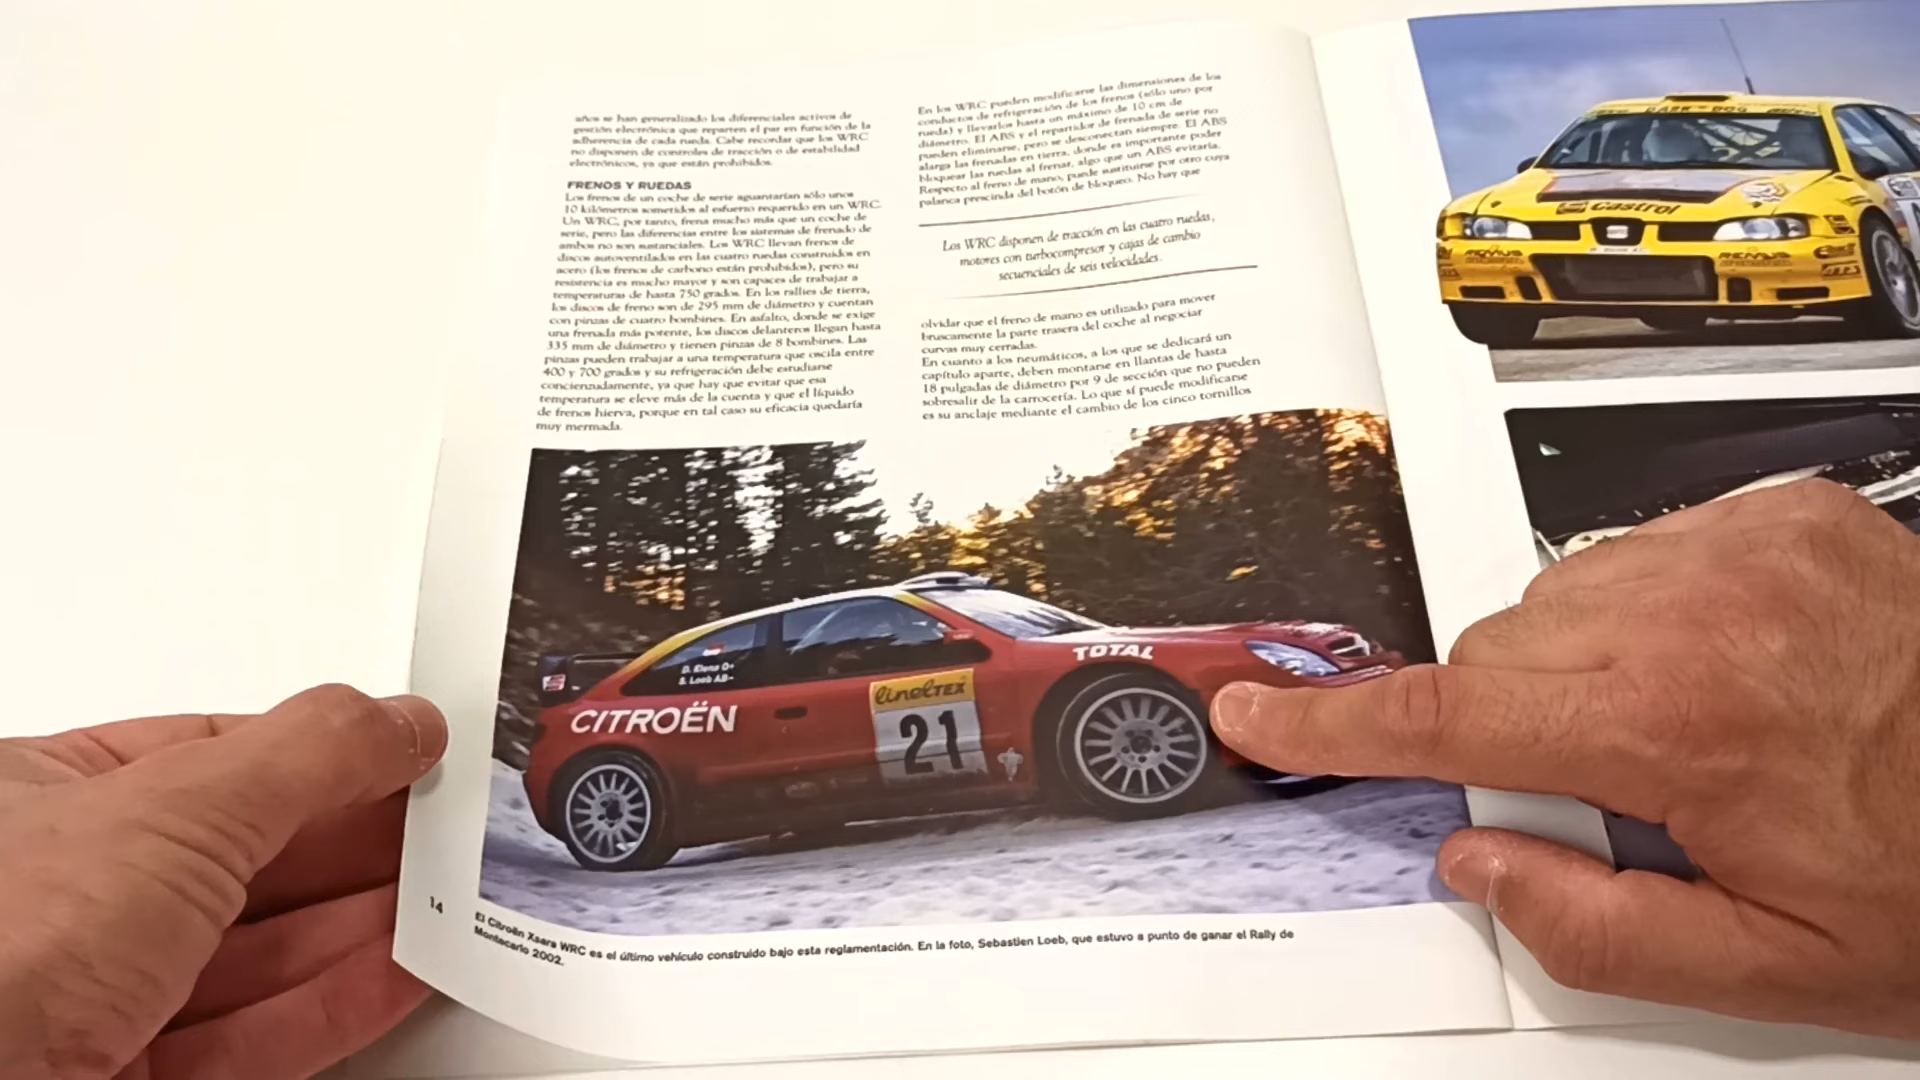 años se han generalizado los diferenciales activos de
gestión electrónica que reparten el par en función de la
adherencia de cada rueda. Cabe recordar que los WRC
no disponen de controles de tracción o de estabilidad
electrónicos, ya que están prohibidos.
FRENOS Y RUEDAS
Los frenos de un coche de serie aguantarían sólo unos
10 kilómetros sometidos al esfuerzo requerido en un WRC.
Un WRC, por tanto, frena mucho más que un coche de
serie, pero las diferencias entre los sistemas de frenado de
ambos no son sustanciales. Los WRC llevan frenos de
discos autoventilados en las cuatro ruedas construidos en
acero (los frenos de carbono están prohibidos), pero su
resistencia es mucho mayor y son capaces de trabajar a
temperaturas de hasta 750 grados. En los rallies de tierra,
los discos de freno son de 295 mm de diámetro y cuentan
con pinzas de cuatro bombines. En asfalto, donde se exige
una frenada más potente, los discos delanteros llegan hasta
335 mm de diámetro y tienen pinzas de 8 bombines. Las
pinzas pueden trabajar a una temperatura que oscila entre
400 y 700 grados y su refrigeración debe estudiarse
concienzudamente, ya que hay que evitar que esa
temperatura se eleve más de la cuenta y que el líquido
de frenos hierva, porque en tal caso su eficacia quedaría
muy mermada.
En los WRC pueden modificarse las dimensiones de los
conductos de refrigeración de los frenos (sólo uno por
rueda) y llevarlos hasta un máximo de 10 cm de
diámetro. El ABS y el repartidor de frenada de serie no
pueden eliminarse, pero se desconectan siempre. El ABS
alarga las frenadas en tierra, donde es importante poder
bloquear las ruedas al frenar, algo que un ABS evitaría.
Respecto al freno de mano, puede sustituirse por otro cuya
palanca prescinda del botón de bloqueo. No hay que
Los WRC disponen de tracción en las cuatro ruedas,
motores con turbocompresor y cajas de cambio
secuenciales de seis velocidades.
olvidar que el freno de mano es utilizado para mover
bruscamente la parte trasera del coche al negociar
curvas muy cerradas.
En cuanto a los neumáticos, a los que se dedicará un
capítulo aparte, deben montarse en llantas de hasta
18 pulgadas de diámetro por 9 de sección que no pueden
sobresalir de la carrocería. Lo que sí puede modificarse
es su anclaje mediante el cambio de los cinco tornillos
D. Elena O+
S. Loeb AB-
CITROËN
lineltex
21
TOTAL
14
El Citroën Xsara WRC es el último vehículo construido bajo esta reglamentación. En la foto, Sebastien Loeb, que estuvo a punto de ganar el Rally de
Montecarlo 2002.
Castrol
REMUS
REMUS